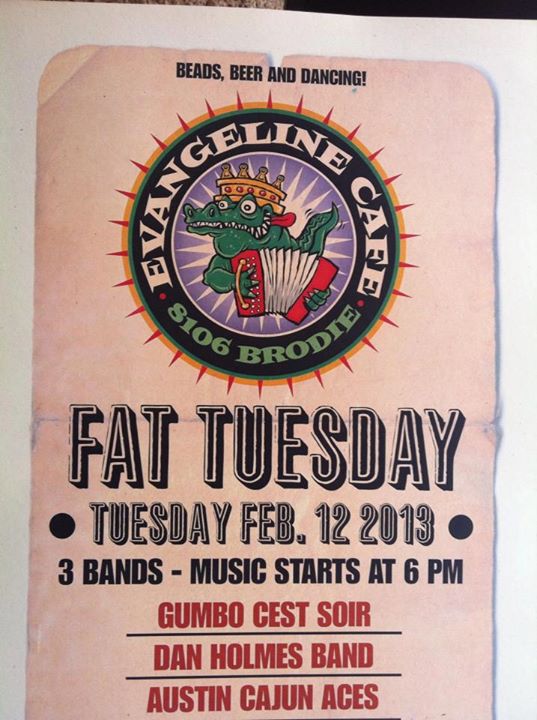 BEADS, BEER AND DANCING!
EVANGELINE CAFE
8106 BRODIE
FAT TUESDAY
• TUESDAY FEB. 12 2013 •
3 BANDS - MUSIC STARTS AT 6 PM
GUMBO CEST SOIR
DAN HOLMES BAND
AUSTIN CAJUN ACES